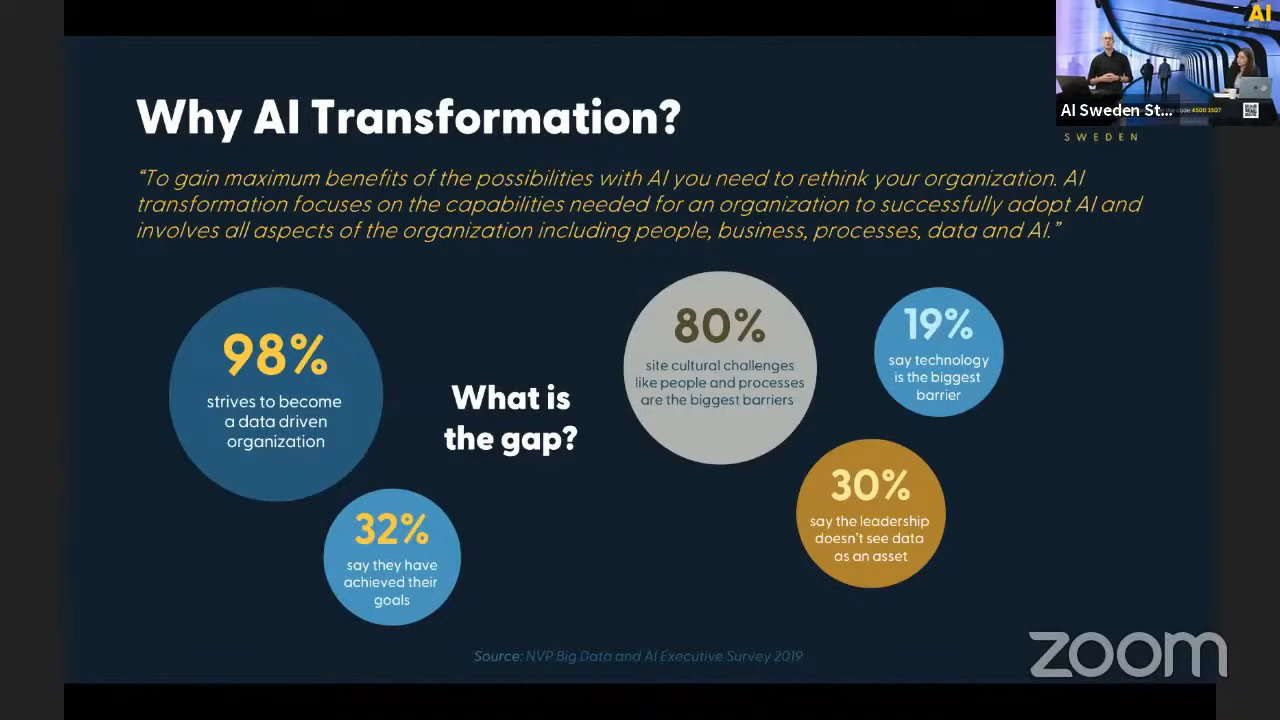 AI
AI Sweden St...
code 4500 3507
SWEDEN
Why AI Transformation?
“To gain maximum benefits of the possibilities with AI you need to rethink your organization. AI
transformation focuses on the capabilities needed for an organization to successfully adopt AI and
involves all aspects of the organization including people, business, processes, data and AI.”
98%
strives to become
a data driven
organization
32%
say they have
achieved their
goals
What is
the gap?
80%
site cultural challenges
like people and processes
are the biggest barriers
19%
say technology
is the biggest
barrier
30%
say the leadership
doesn’t see data
as an asset
Source: NVP Big Data and AI Executive Survey 2019
zoom